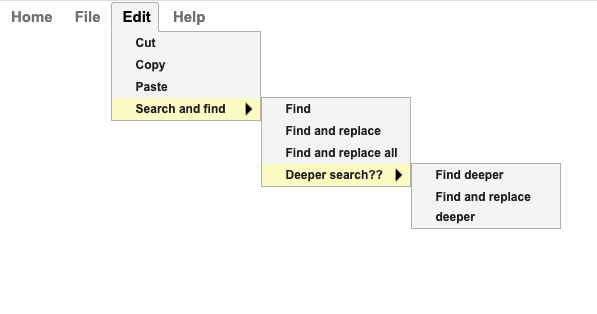 Home File Edit Help
Cut
Copy
Paste
Search and find
Find
Find and replace
Find and replace all
Deeper search??
Find deeper
Find and replace
deeper